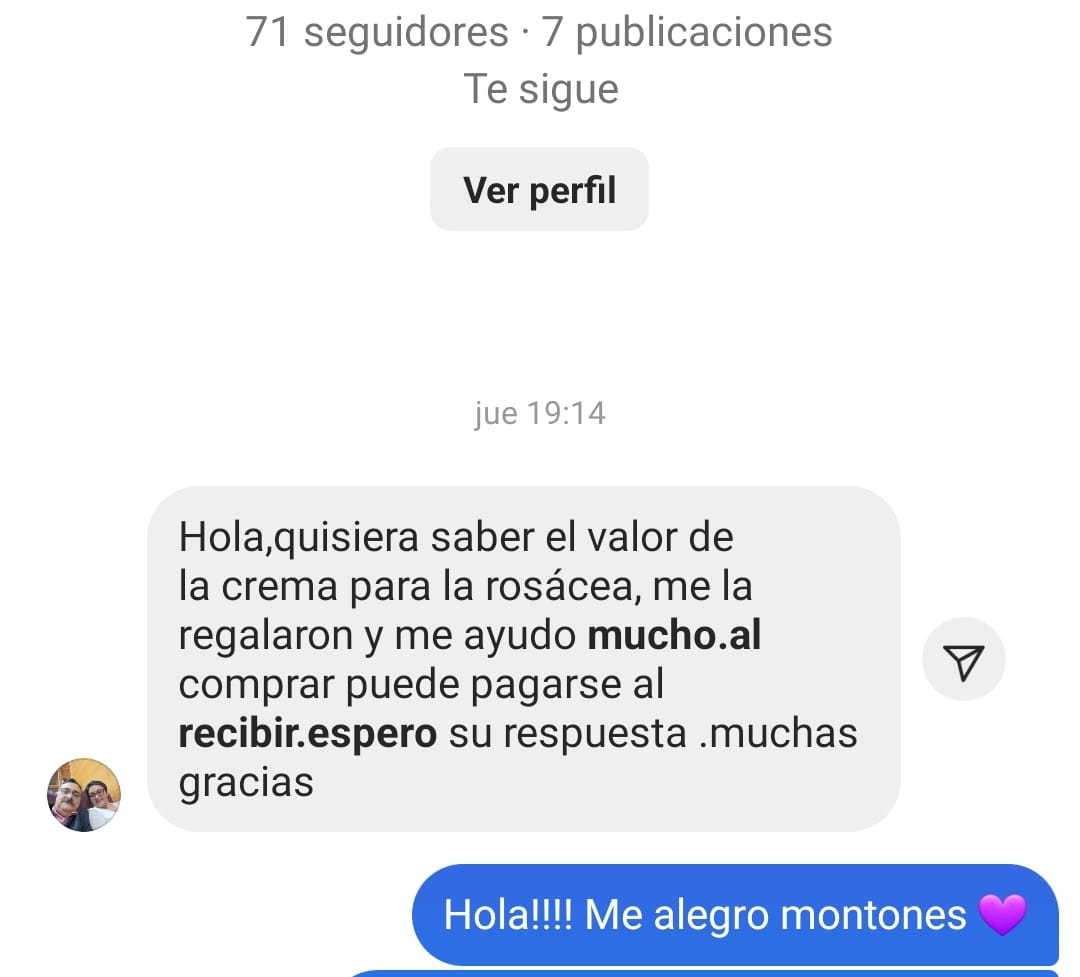 71 seguidores · 7 publicaciones
Te sigue
Ver perfil
jue 19:14
Hola,quisiera saber el valor de
la crema para la rosácea, me la
regalaron y me ayudo mucho.al
comprar puede pagarse al
recibir.espero su respuesta .muchas
gracias
Hola!!!! Me alegro montones 💜